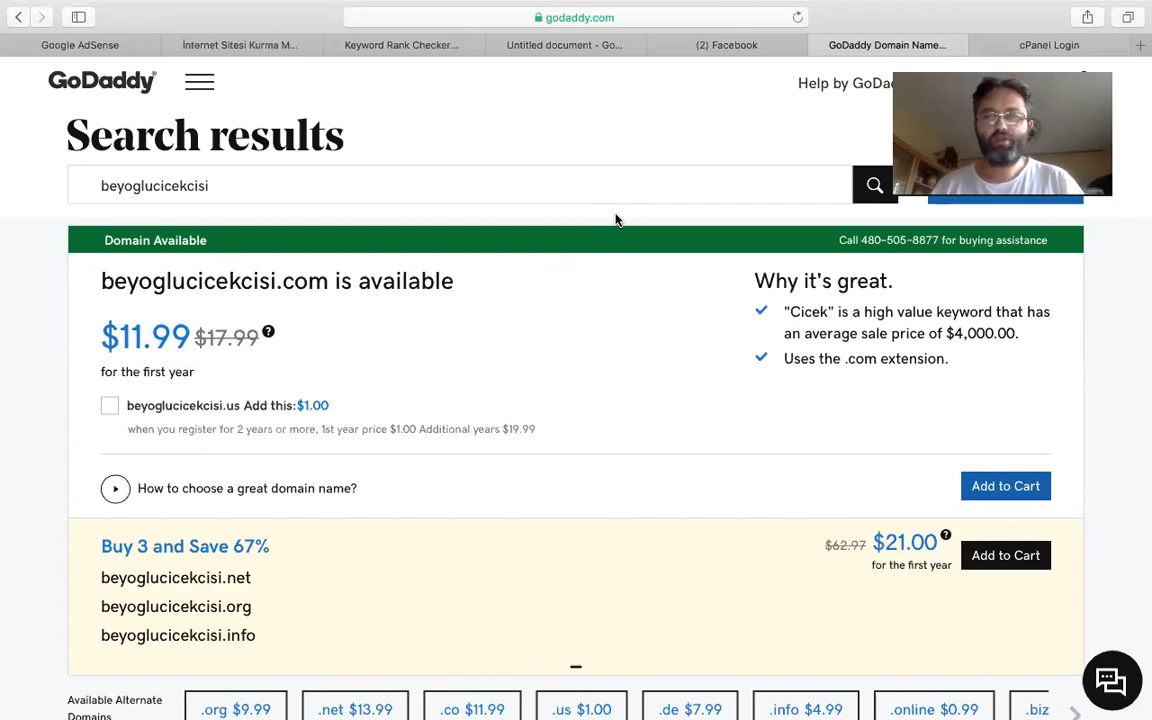 godaddy.com
Google AdSense
İnternet Sitesi Kurma M...
Keyword Rank Checker...
Untitled document - Go...
(2) Facebook
GoDaddy Domain Name...
cPanel Login
GoDaddy
Help by GoDa
Search results
beyoglucicekcisi
Domain Available
Call 480-505-8877 for buying assistance
beyoglucicekcisi.com is available
$11.99 $17.99 ?
for the first year
beyoglucicekcisi.us Add this:$1.00
when you register for 2 years or more, 1st year price $1.00 Additional years $19.99
Why it's great.
"Cicek" is a high value keyword that has
an average sale price of $4,000.00.
Uses the .com extension.
How to choose a great domain name?
Add to Cart
Buy 3 and Save 67%
beyoglucicekcisi.net
beyoglucicekcisi.org
beyoglucicekcisi.info
$62.97 $21.00 ?
for the first year
Add to Cart
Available Alternate
Domains
.org $9.99
.net $13.99
.co $11.99
.us $1.00
.de $7.99
.info $4.99
.online $0.99
.biz